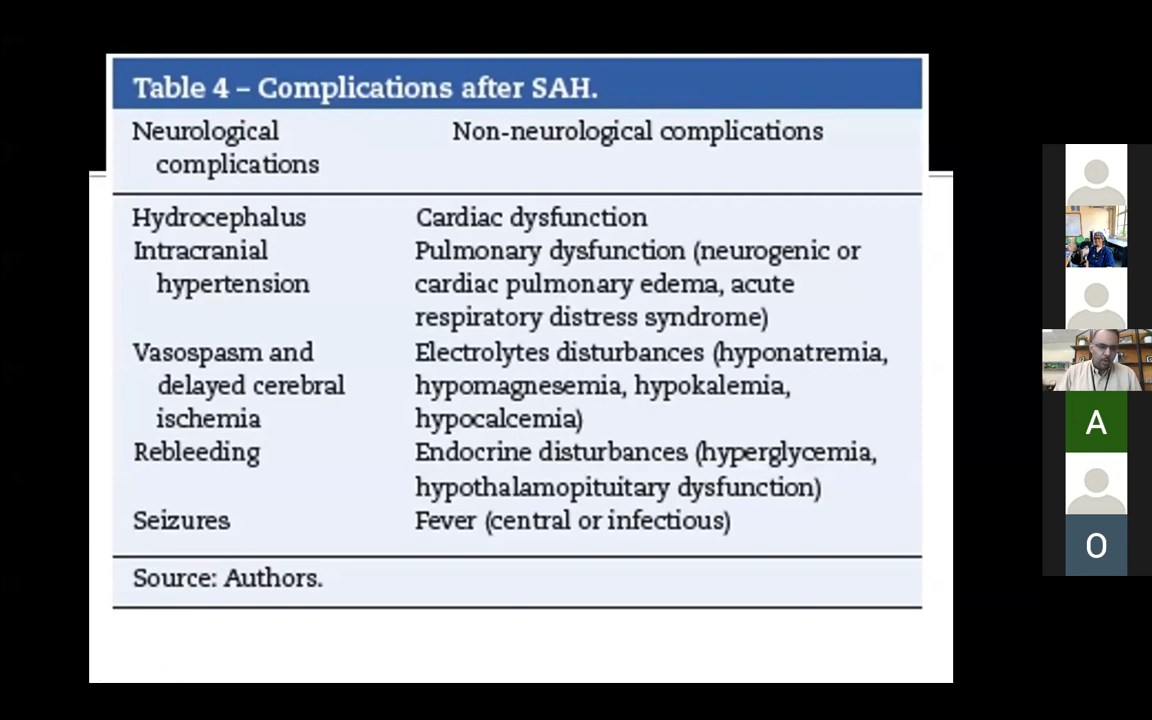 Table 4 – Complications after SAH.
Neurological complications
Non-neurological complications
Hydrocephalus
Cardiac dysfunction
Intracranial hypertension
Pulmonary dysfunction (neurogenic or
cardiac pulmonary edema, acute
respiratory distress syndrome)
Vasospasm and
delayed cerebral
ischemia
Electrolytes disturbances (hyponatremia,
hypomagnesemia, hypokalemia,
hypocalcemia)
Rebleeding
Endocrine disturbances (hyperglycemia,
hypothalamopituitary dysfunction)
Seizures
Fever (central or infectious)
Source: Authors.
A
O